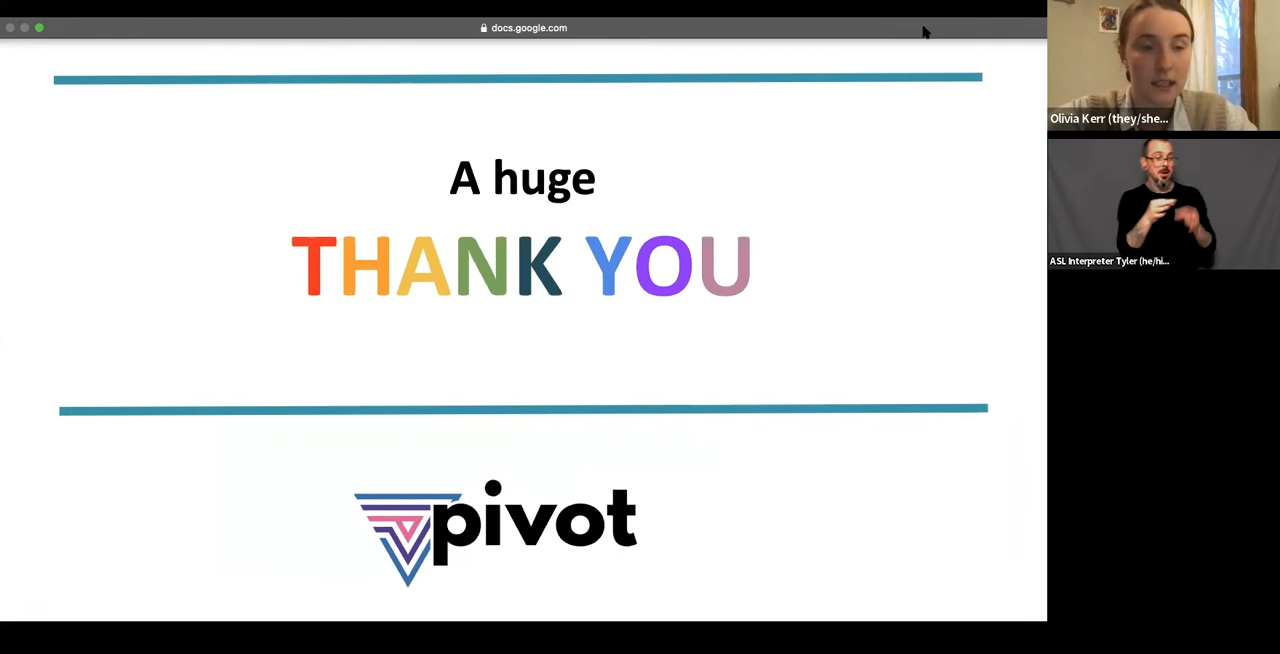 docs.google.com
A huge
THANK YOU
pivot
Olivia Kerr (they/she...
ASL Interpreter Tyler (he/hi...